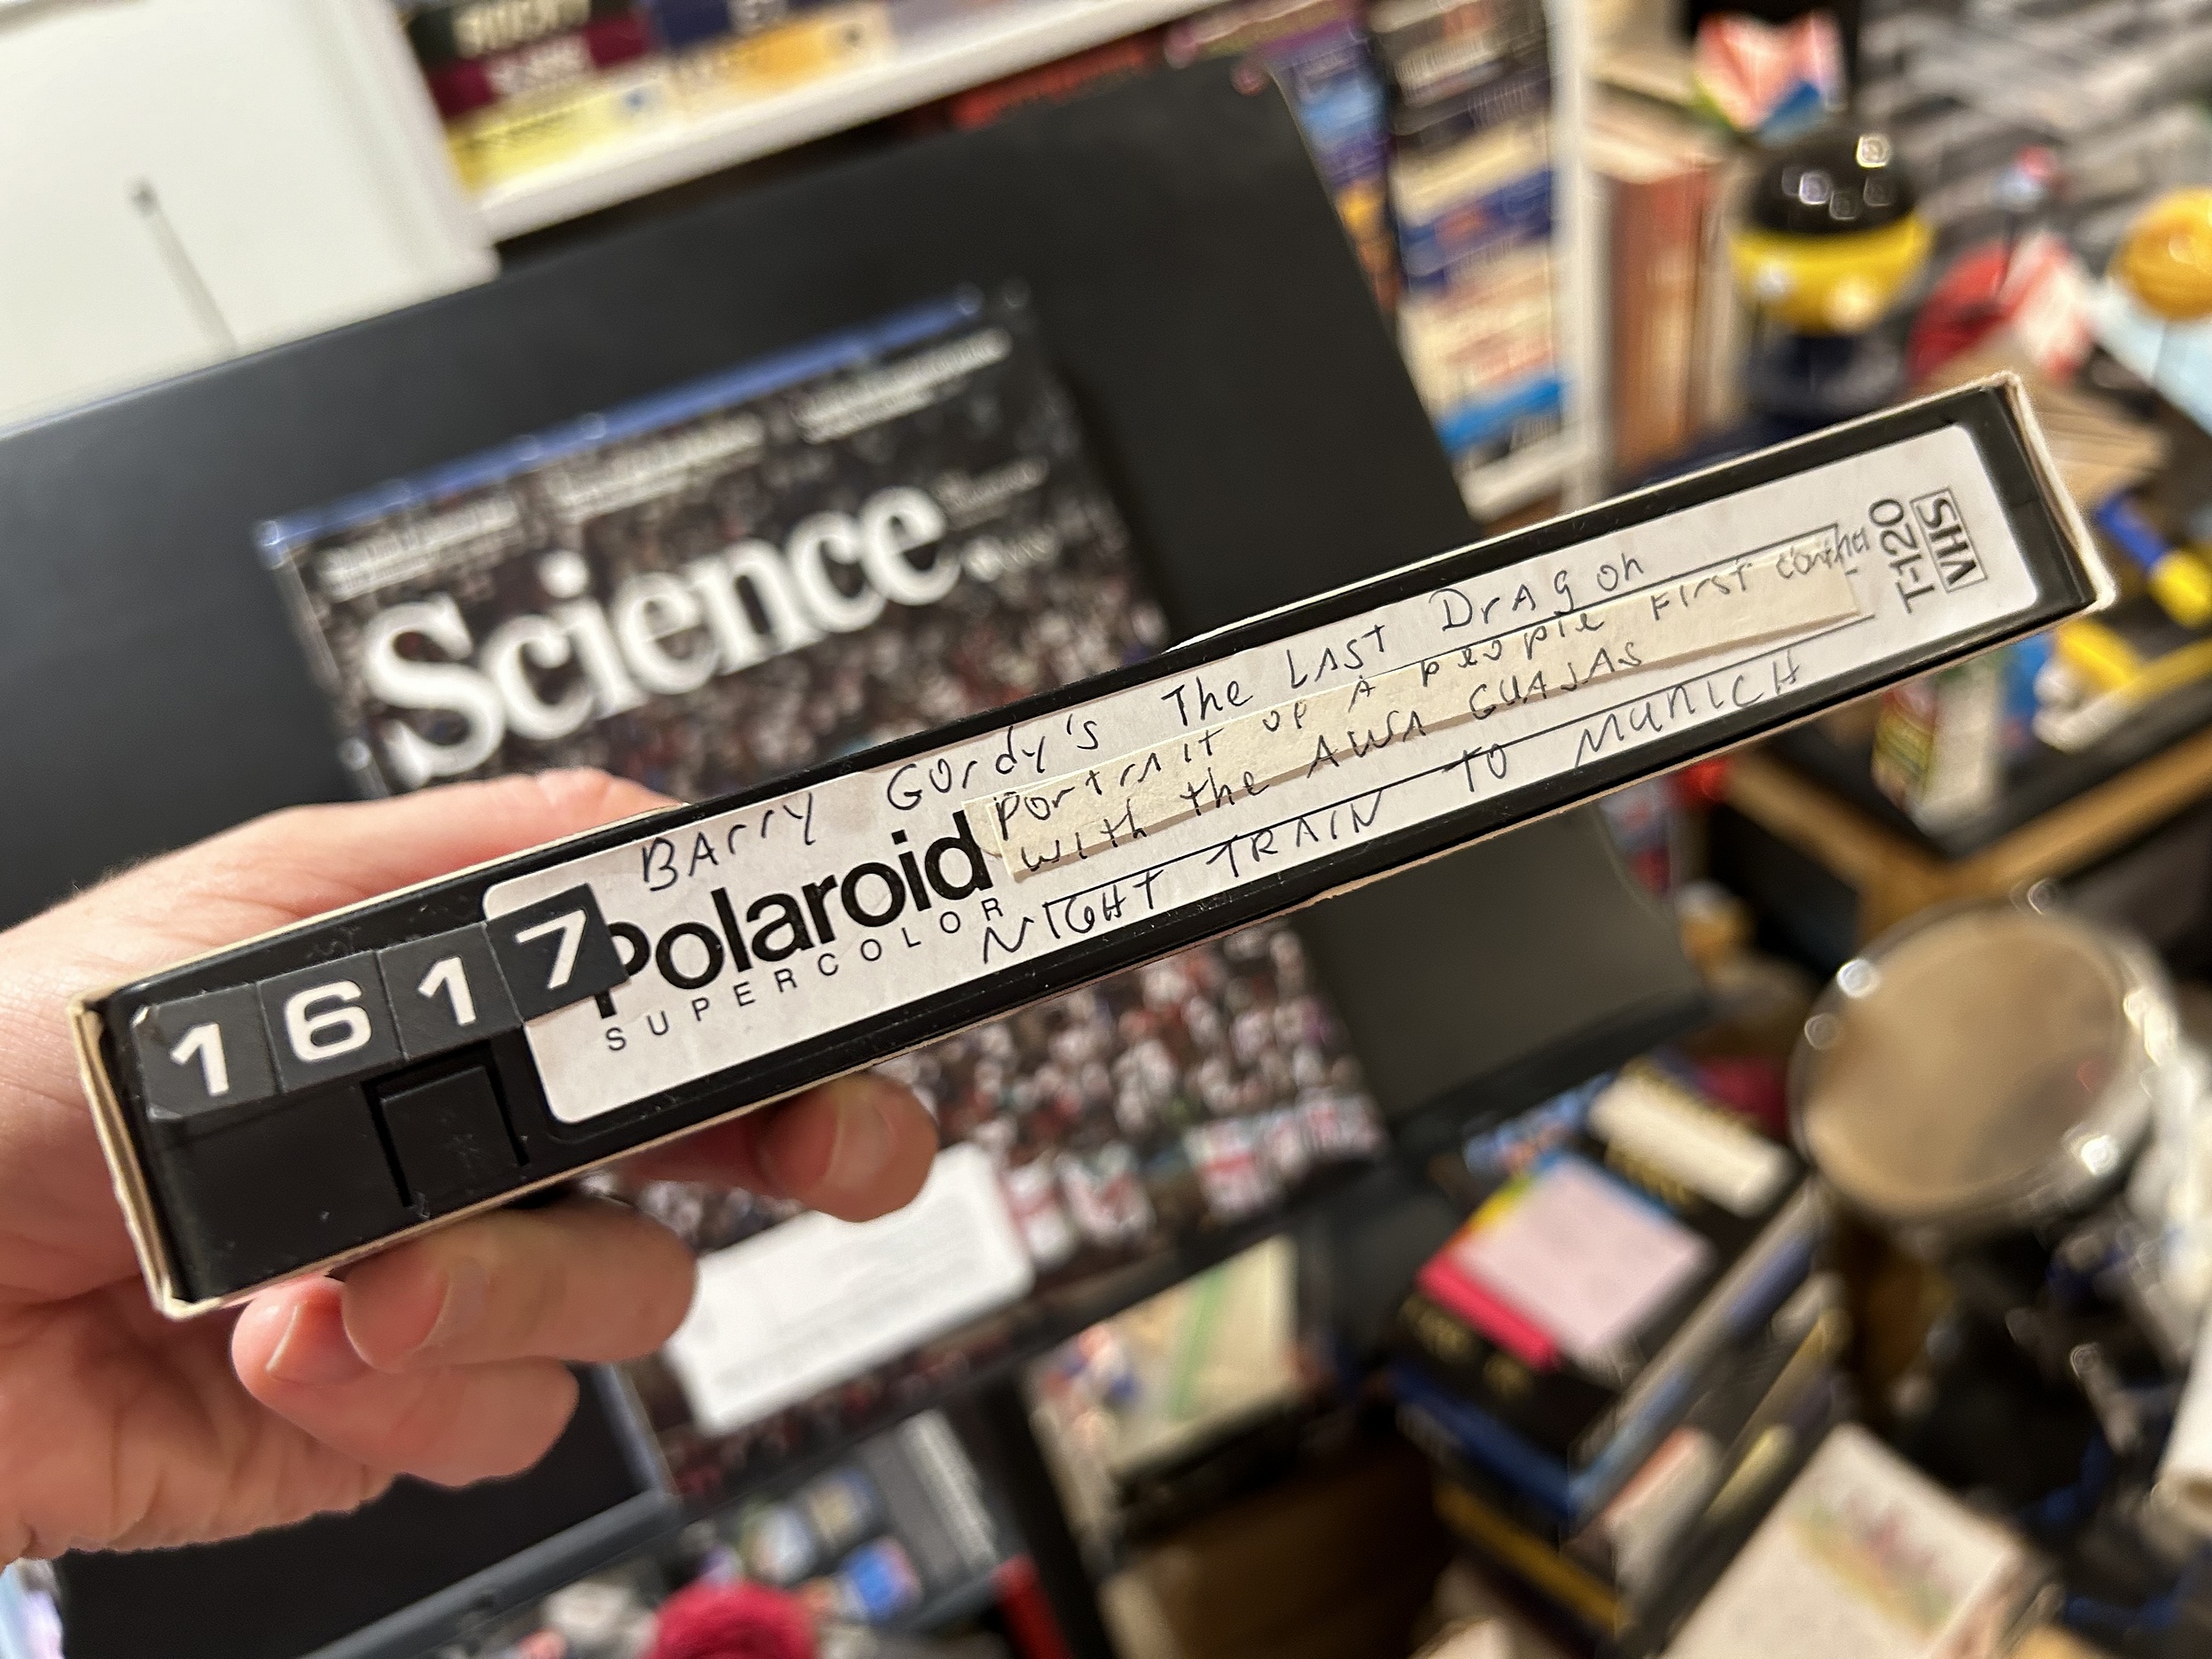 Science
BArry Gordy's The LAST DrAgon
portrait of A people First
with the AWA GUAJAS
NIGHT TRAIN TO MUNICH
1617
Polaroid
SUPERCOLOR
T-120
VHS